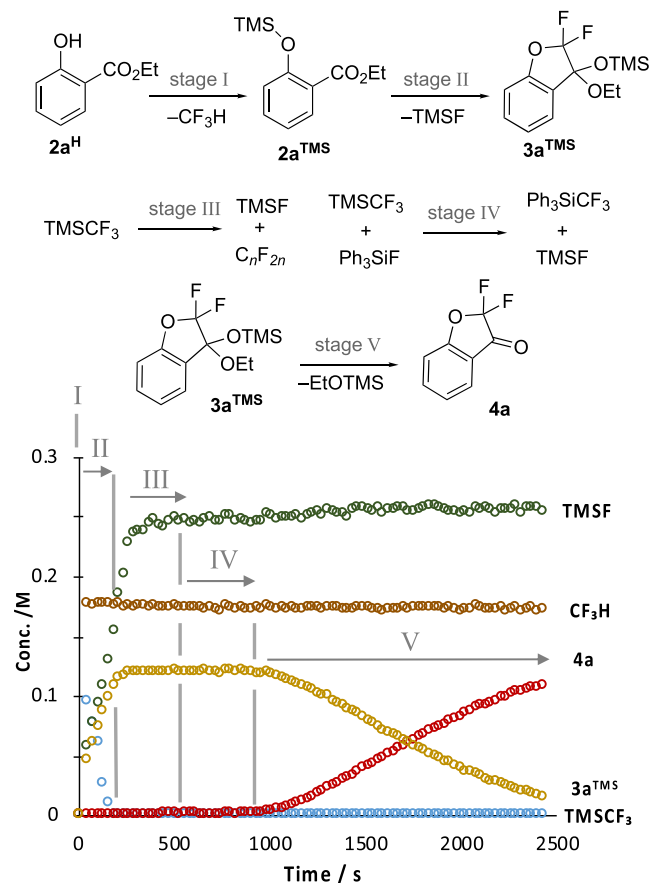 OH
CO₂Et
2aᴴ
stage I
–CF₃H
TMS
O
CO₂Et
2aᵀᴹˢ
stage II
–TMSF
F
F
O
OTMS
OEt
3aᵀᴹˢ
TMSCF₃
stage III
TMSF
+
CₙF₂ₙ
TMSCF₃
+
Ph₃SiF
stage IV
Ph₃SiCF₃
+
TMSF
F
F
O
OTMS
OEt
3aᵀᴹˢ
stage V
–EtOTMS
F
F
O
O
4a
I
II
III
IV
V
0.3
0.2
0.1
0
Conc. /M
TMSF
CF₃H
4a
3aᵀᴹˢ
TMSCF₃
0 500 1000 1500 2000 2500
Time / s